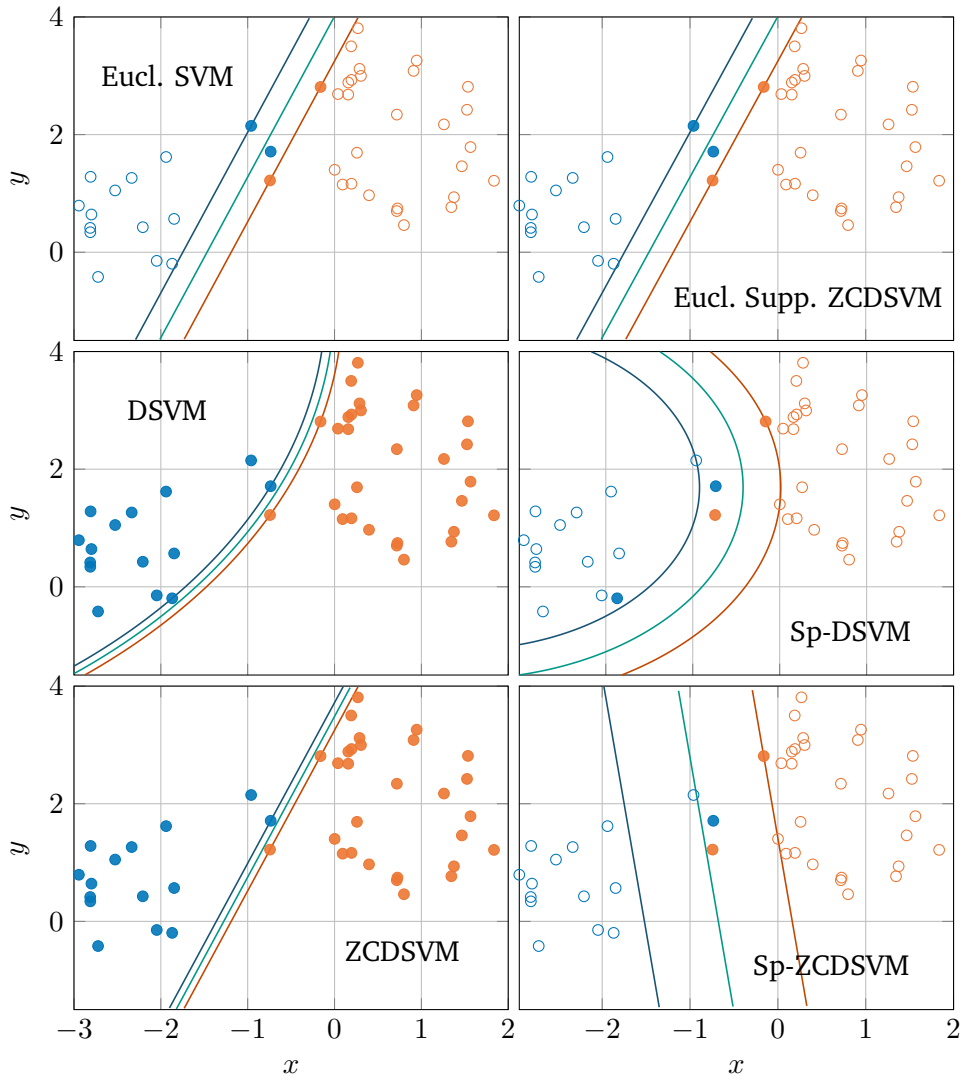 4
2
0
y
Eucl. SVM
Eucl. Supp. ZCDSVM
4
2
0
y
DSVM
Sp-DSVM
4
2
0
y
ZCDSVM
Sp-ZCDSVM
−3 −2 −1 0 1 2
−2 −1 0 1 2
x
x